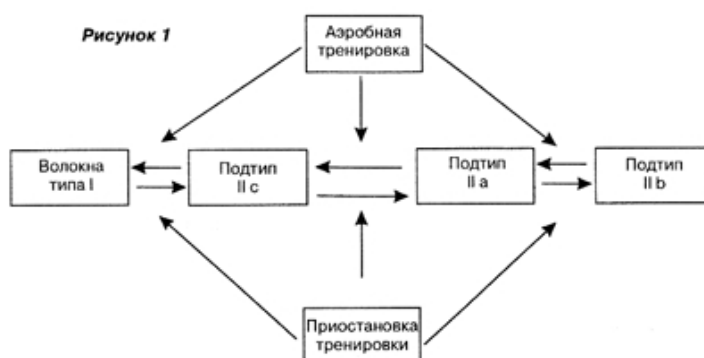 Рисунок 1
Аэробная
тренировка
Волокна
типа I
Подтип
II c
Подтип
II a
Подтип
II b
Приостановка
тренировки